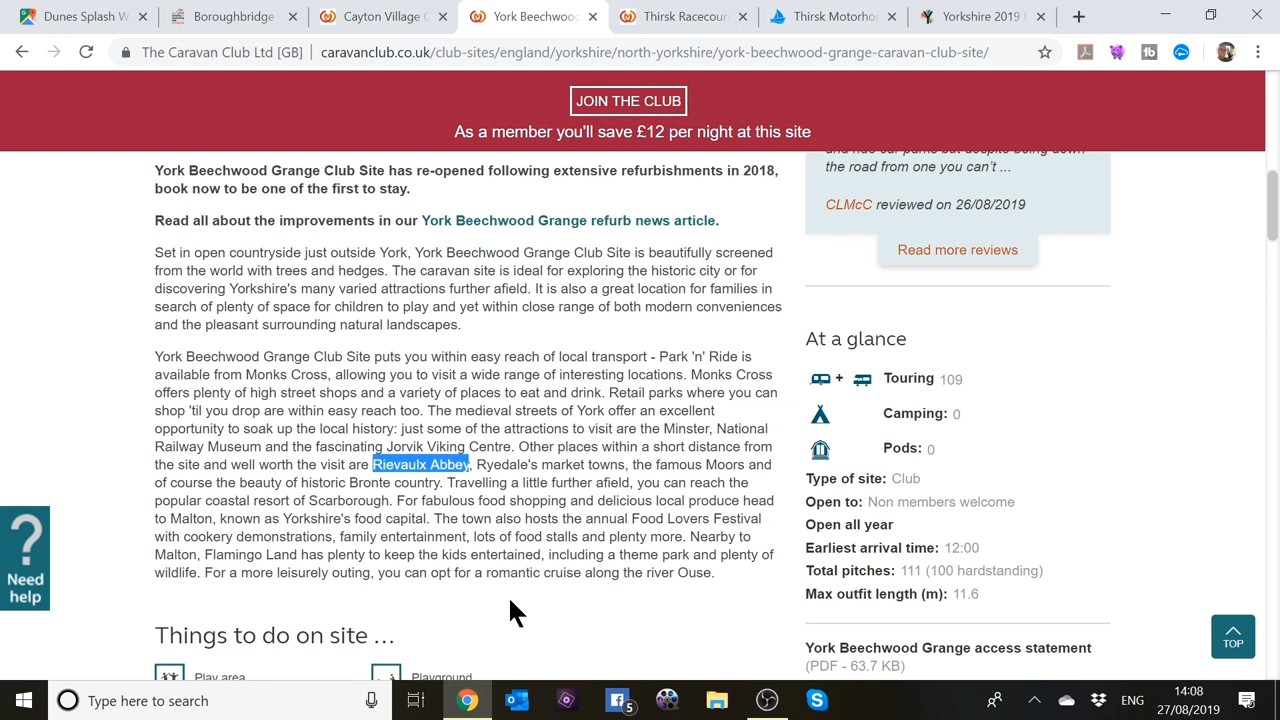 Dunes Splash W
Boroughbridge
Cayton Village C
York Beechwood
Thirsk Racecour
Thirsk Motorho
Yorkshire 2019
The Caravan Club Ltd [GB] | caravanclub.co.uk/club-sites/england/yorkshire/north-yorkshire/york-beechwood-grange-caravan-club-site/
JOIN THE CLUB
As a member you'll save £12 per night at this site
York Beechwood Grange Club Site has re-opened following extensive refurbishments in 2018,
book now to be one of the first to stay.
Read all about the improvements in our York Beechwood Grange refurb news article.
Set in open countryside just outside York, York Beechwood Grange Club Site is beautifully screened
from the world with trees and hedges. The caravan site is ideal for exploring the historic city or for
discovering Yorkshire's many varied attractions further afield. It is also a great location for families in
search of plenty of space for children to play and yet within close range of both modern conveniences
and the pleasant surrounding natural landscapes.
York Beechwood Grange Club Site puts you within easy reach of local transport - Park 'n' Ride is
available from Monks Cross, allowing you to visit a wide range of interesting locations. Monks Cross
offers plenty of high street shops and a variety of places to eat and drink. Retail parks where you can
shop 'til you drop are within easy reach too. The medieval streets of York offer an excellent
opportunity to soak up the local history: just some of the attractions to visit are the Minster, National
Railway Museum and the fascinating Jorvik Viking Centre. Other places within a short distance from
the site and well worth the visit are Rievaulx Abbey, Ryedale's market towns, the famous Moors and
of course the beauty of historic Bronte country. Travelling a little further afield, you can reach the
popular coastal resort of Scarborough. For fabulous food shopping and delicious local produce head
to Malton, known as Yorkshire's food capital. The town also hosts the annual Food Lovers Festival
with cookery demonstrations, family entertainment, lots of food stalls and plenty more. Nearby to
Malton, Flamingo Land has plenty to keep the kids entertained, including a theme park and plenty of
wildlife. For a more leisurely outing, you can opt for a romantic cruise along the river Ouse.
Things to do on site ...
Play area
Playground
the road from one you can't ...
CLMcC reviewed on 26/08/2019
Read more reviews
At a glance
Touring 109
Camping: 0
Pods: 0
Type of site: Club
Open to: Non members welcome
Open all year
Earliest arrival time: 12:00
Total pitches: 111 (100 hardstanding)
Max outfit length (m): 11.6
York Beechwood Grange access statement
(PDF - 63.7 KB)
?
Need
help
TOP
Type here to search
5
ENG
14:08
27/08/2019